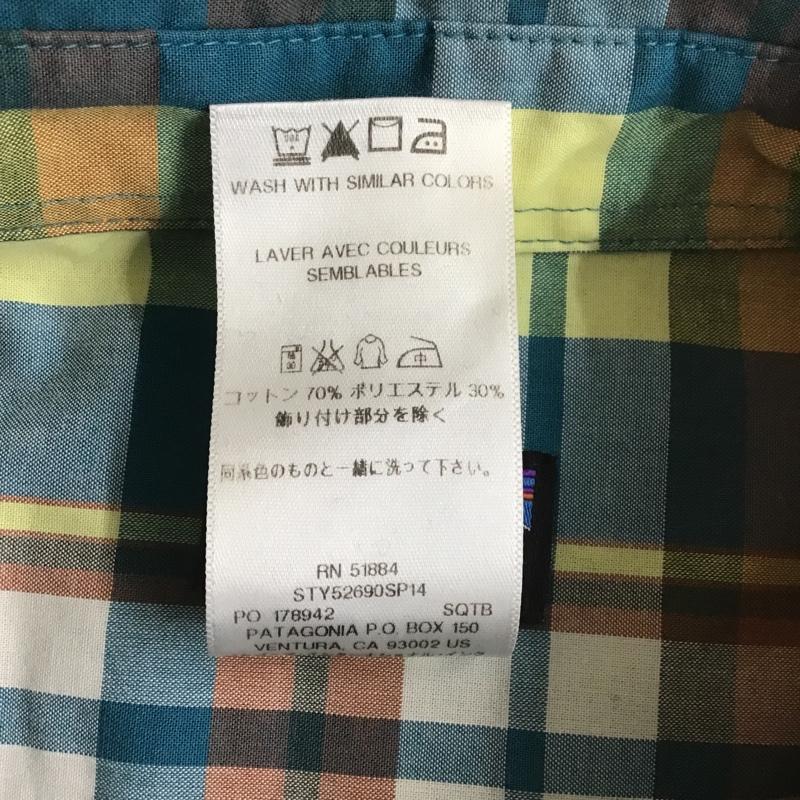 WASH WITH SIMILAR COLORS
LAVER AVEC COULEURS
SEMBLABLES
中
コットン 70% ポリエステル 30%
飾り付け部分を除く
同系色のものと一緒に洗って下さい。
RN 51884
STY52690SP14
PO 178942 SQTB
PATAGONIA P.O. BOX 150
VENTURA, CA 93002 US